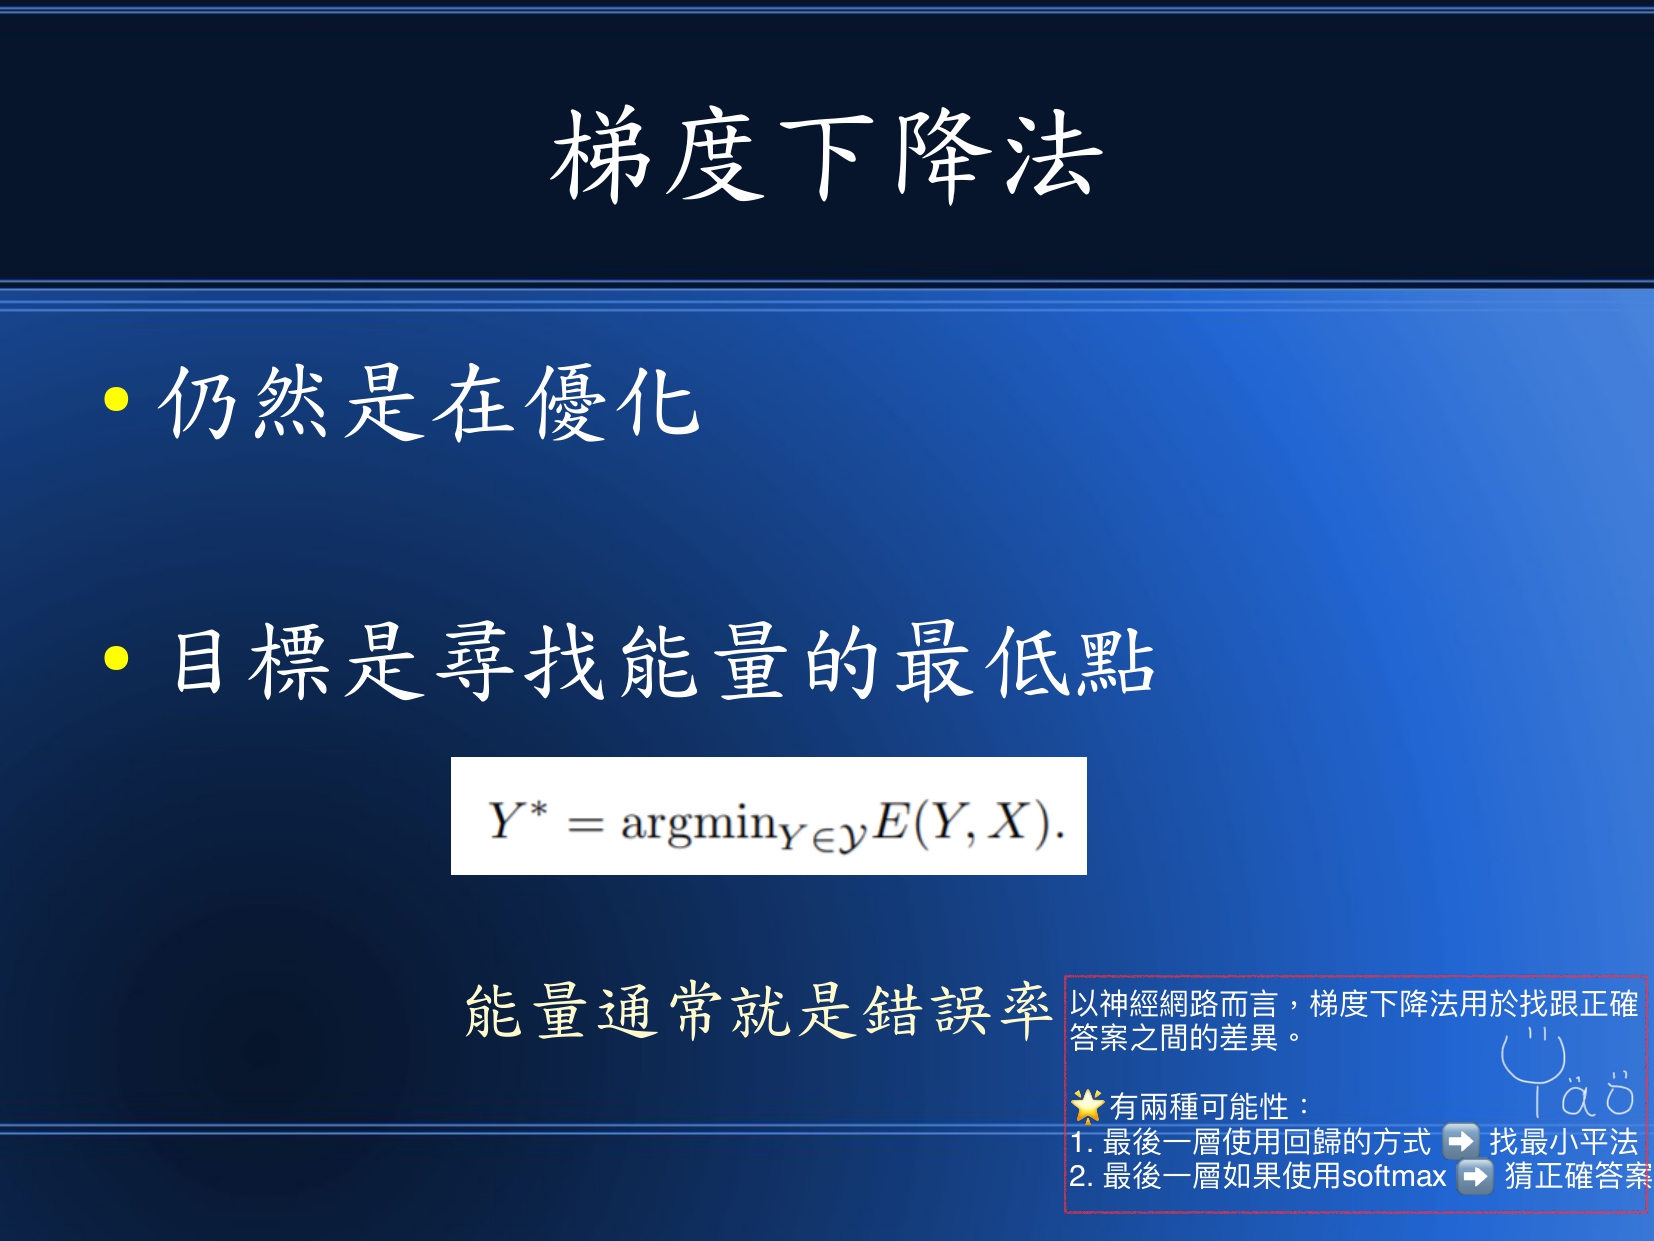 梯度下降法
仍然是在優化
目標是尋找能量的最低點
Y* = argmin_{Y∈𝒴} E(Y, X).
能量通常就是錯誤率
以神經網路而言，梯度下降法用於找跟正確
答案之間的差異。
🌟有兩種可能性：
1. 最後一層使用回歸的方式 ➡️ 找最小平法
2. 最後一層如果使用softmax ➡️ 猜正確答案